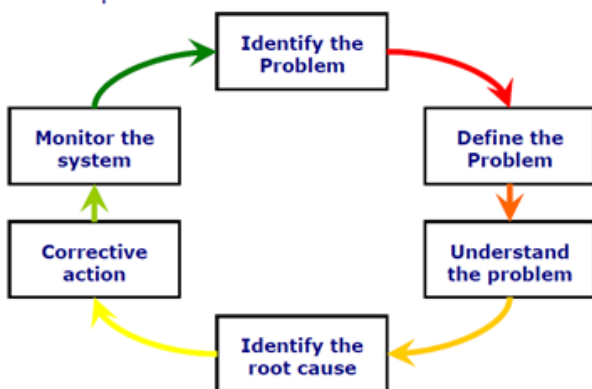 Identify the
Problem
Define the
Problem
Understand
the problem
Identify the
root cause
Corrective
action
Monitor the
system